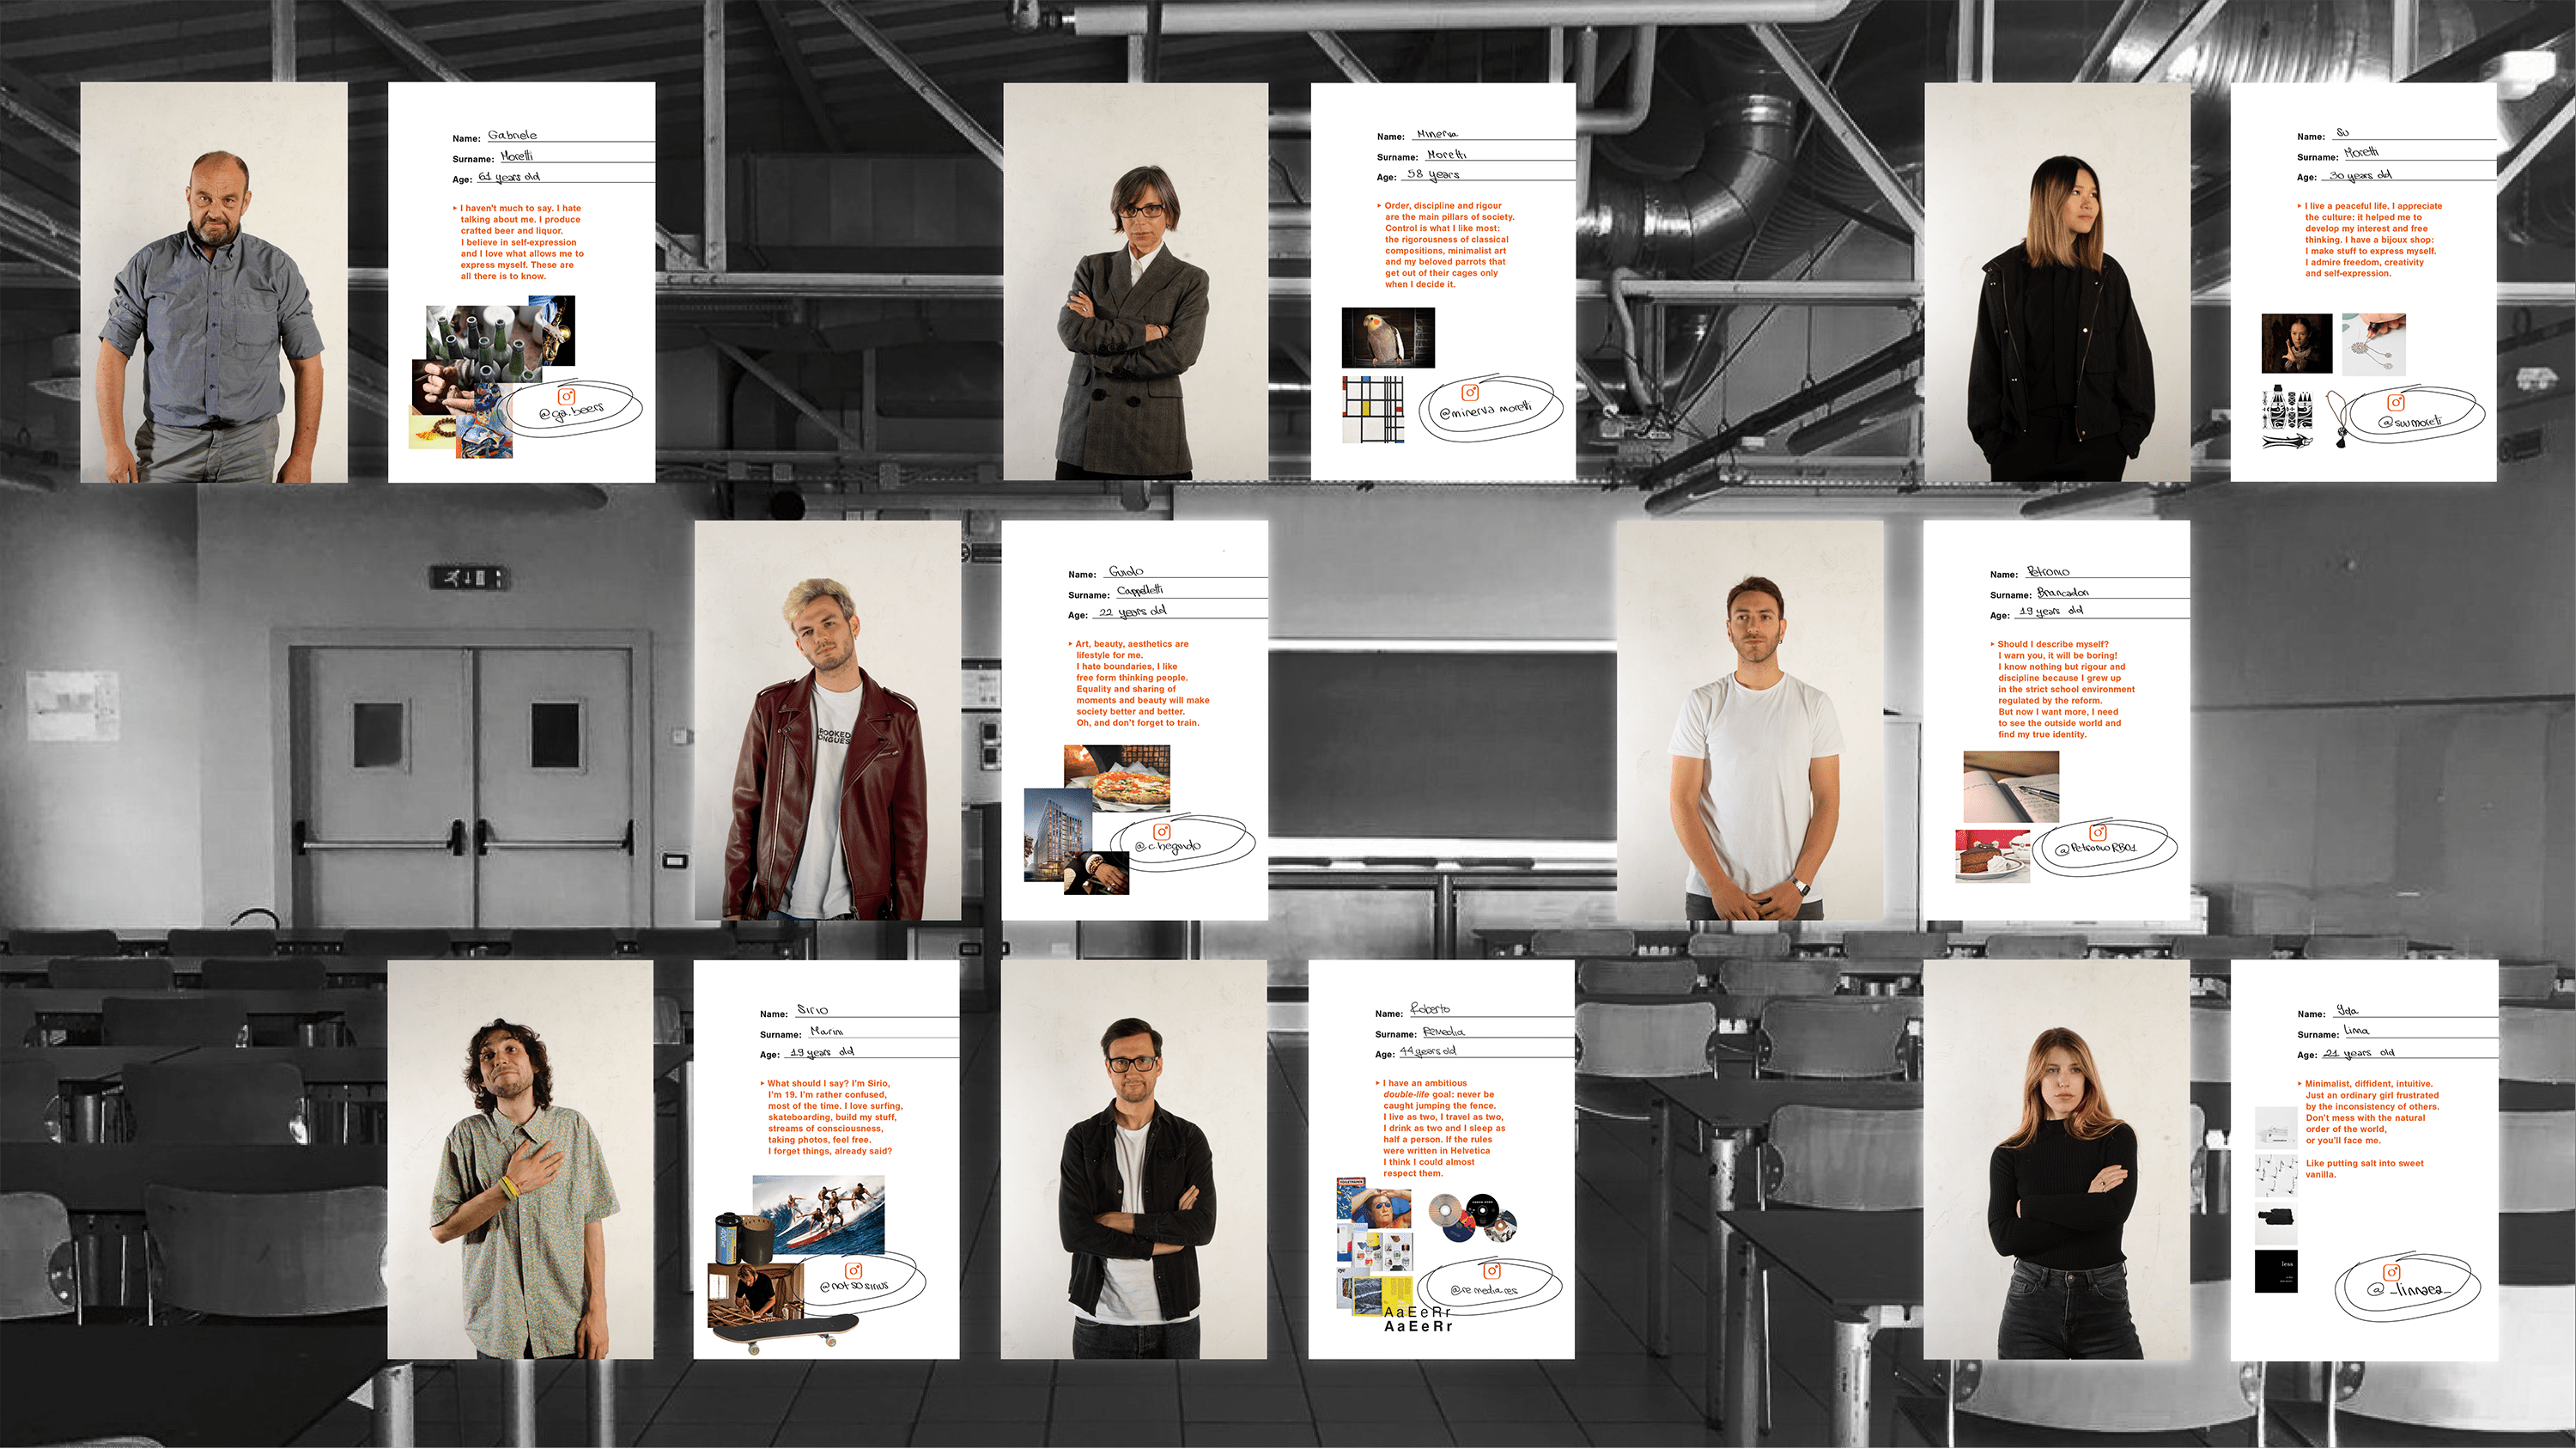 Name: Gabriele
Surname: Moretti
Age: 61 years old
▸ I haven't much to say. I hate
talking about me. I produce
crafted beer and liquor.
I believe in self-expression
and I love what allows me to
express myself. These are
all there is to know.
@ga.beers
Name: Minerva
Surname: Moretti
Age: 58 years
▸ Order, discipline and rigour
are the main pillars of society.
Control is what I like most:
the rigorousness of classical
compositions, minimalist art
and my beloved parrots that
get out of their cages only
when I decide it.
@minerva moretti
Name: Su
Surname: Moretti
Age: 30 years old
▸ I live a peaceful life. I appreciate
the culture: it helped me to
develop my interest and free
thinking. I have a bijoux shop:
I make stuff to express myself.
I admire freedom, creativity
and self-expression.
@su.moreti
Name: Guido
Surname: Cappelletti
Age: 22 years old
▸ Art, beauty, aesthetics are
lifestyle for me.
I hate boundaries, I like
free form thinking people.
Equality and sharing of
moments and beauty will make
society better and better.
Oh, and don't forget to train.
@cheguido
ROOKED
ONGUES
Name: Petronio
Surname: Brancadon
Age: 19 years old
▸ Should I describe myself?
I warn you, it will be boring!
I know nothing but rigour and
discipline because I grew up
in the strict school environment
regulated by the reform.
But now I want more, I need
to see the outside world and
find my true identity.
@PetronioRB01
Name: Sirio
Surname: Marini
Age: 19 years old
▸ What should I say? I'm Sirio,
I'm 19. I'm rather confused,
most of the time. I love surfing,
skateboarding, build my stuff,
streams of consciousness,
taking photos, feel free.
I forget things, already said?
@notsosirius
Name: Roberto
Surname: Remedia
Age: 44 years old
▸ I have an ambitious
double-life goal: never be
caught jumping the fence.
I live as two, I travel as two,
I drink as two and I sleep as
half a person. If the rules
were written in Helvetica
I think I could almost
respect them.
@remediares
AaEeRr
AaEeRr
Name: Yda
Surname: Linna
Age: 21 years old
▸ Minimalist, diffident, intuitive.
Just an ordinary girl frustrated
by the inconsistency of others.
Don't mess with the natural
order of the world,
or you'll face me.
Like putting salt into sweet
vanilla.
less
@_linnaea_